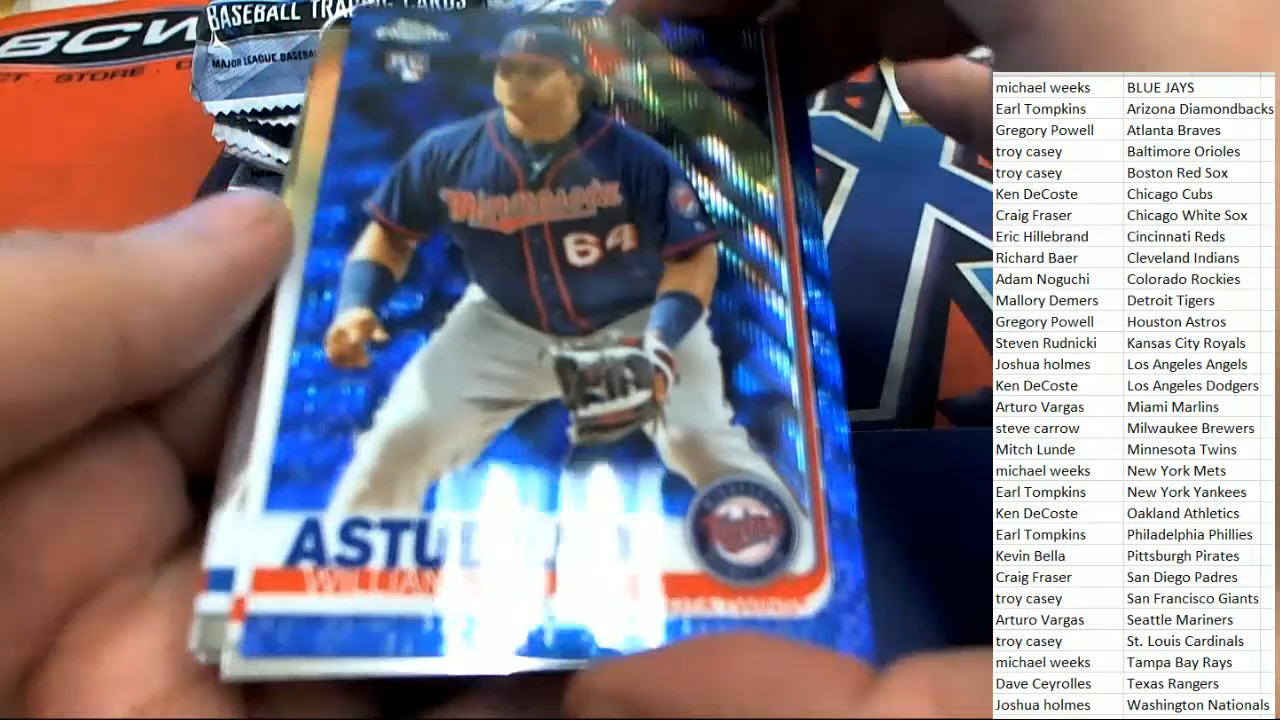 BCW
STORE
BASEBALL TRA CARDS
MAJOR LEAGUE BASEBA
RC
Minnesota
64
ASTU
WILLIAN
michael weeks BLUE JAYS
Earl Tompkins Arizona Diamondbacks
Gregory Powell Atlanta Braves
troy casey Baltimore Orioles
troy casey Boston Red Sox
Ken DeCoste Chicago Cubs
Craig Fraser Chicago White Sox
Eric Hillebrand Cincinnati Reds
Richard Baer Cleveland Indians
Adam Noguchi Colorado Rockies
Mallory Demers Detroit Tigers
Gregory Powell Houston Astros
Steven Rudnicki Kansas City Royals
Joshua holmes Los Angeles Angels
Ken DeCoste Los Angeles Dodgers
Arturo Vargas Miami Marlins
steve carrow Milwaukee Brewers
Mitch Lunde Minnesota Twins
michael weeks New York Mets
Earl Tompkins New York Yankees
Ken DeCoste Oakland Athletics
Earl Tompkins Philadelphia Phillies
Kevin Bella Pittsburgh Pirates
Craig Fraser San Diego Padres
troy casey San Francisco Giants
Arturo Vargas Seattle Mariners
troy casey St. Louis Cardinals
michael weeks Tampa Bay Rays
Dave Ceyrolles Texas Rangers
Joshua holmes Washington Nationals